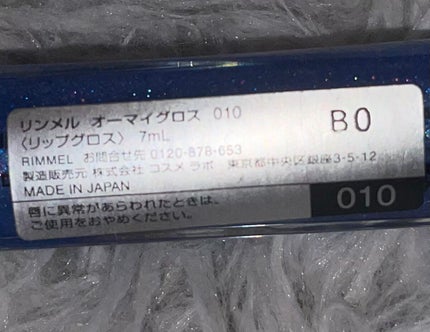 リンメル オーマイグロス 010
〈リップグロス〉 7mL
B0
RIMMEL お問合せ先 0120-878-653
製造販売元 株式会社 コスメ ラボ 東京都中央区銀座3-5-12
MADE IN JAPAN
唇に異常があらわれたときは、
ご使用をおやめください。
010